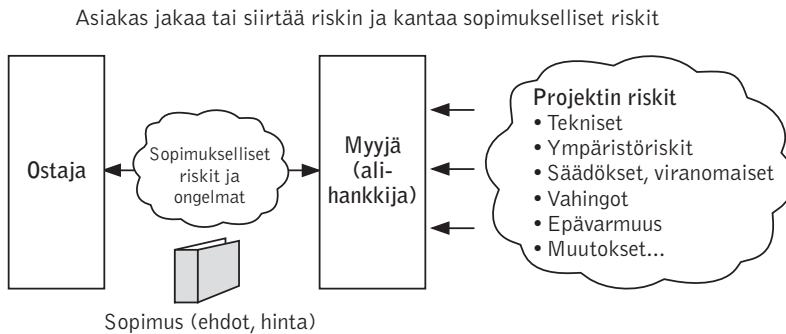 Asiakas jakaa tai siirtää riskin ja kantaa sopimukselliset riskit
Ostaja
Sopimukselliset
riskit ja
ongelmat
Sopimus (ehdot, hinta)
Myyjä
(ali-
hankkija)
Projektin riskit
• Tekniset
• Ympäristöriskit
• Säädökset, viranomaiset
• Vahingot
• Epävarmuus
• Muutokset...